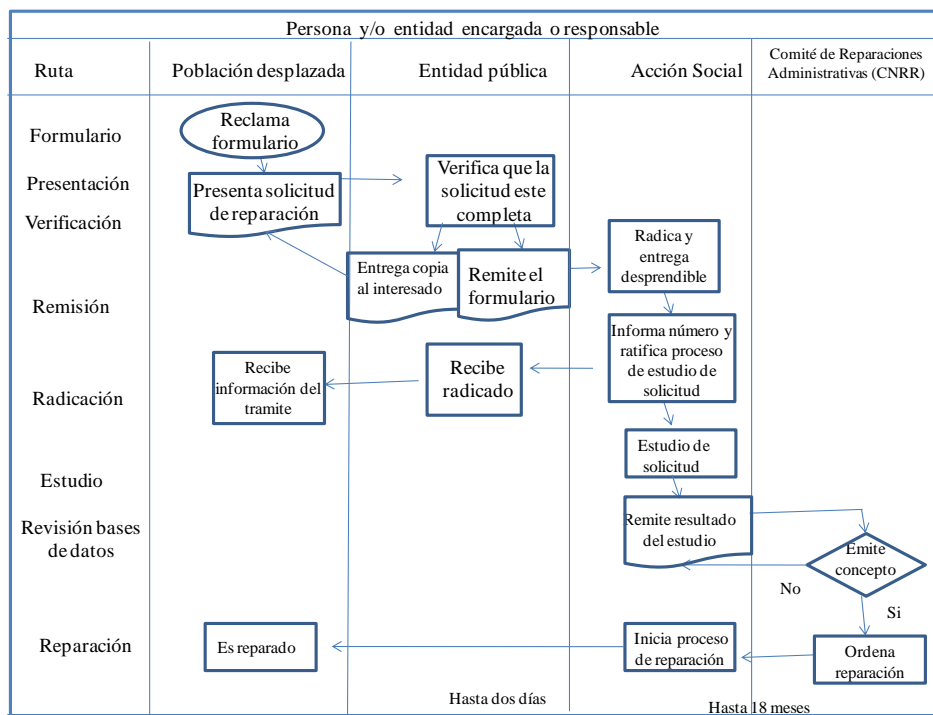 Persona y/o entidad encargada o responsable
Ruta
Población desplazada
Entidad pública
Acción Social
Comité de Reparaciones
Administrativas (CNRR)
Formulario
Reclama
formulario
Presentación
Presenta solicitud
de reparación
Verifica que la
solicitud este
completa
Verificación
Entrega copia
al interesado
Remite el
formulario
Radica y
entrega
desprendible
Remisión
Informa número y
ratifica proceso
de estudio de
solicitud
Recibe
radicado
Recibe
información del
tramite
Radicación
Estudio de
solicitud
Estudio
Revisión bases
de datos
Remite resultado
del estudio
Emite
concepto
No
Si
Reparación
Es reparado
Inicia proceso
de reparación
Ordena
reparación
Hasta dos días
Hasta 18 meses